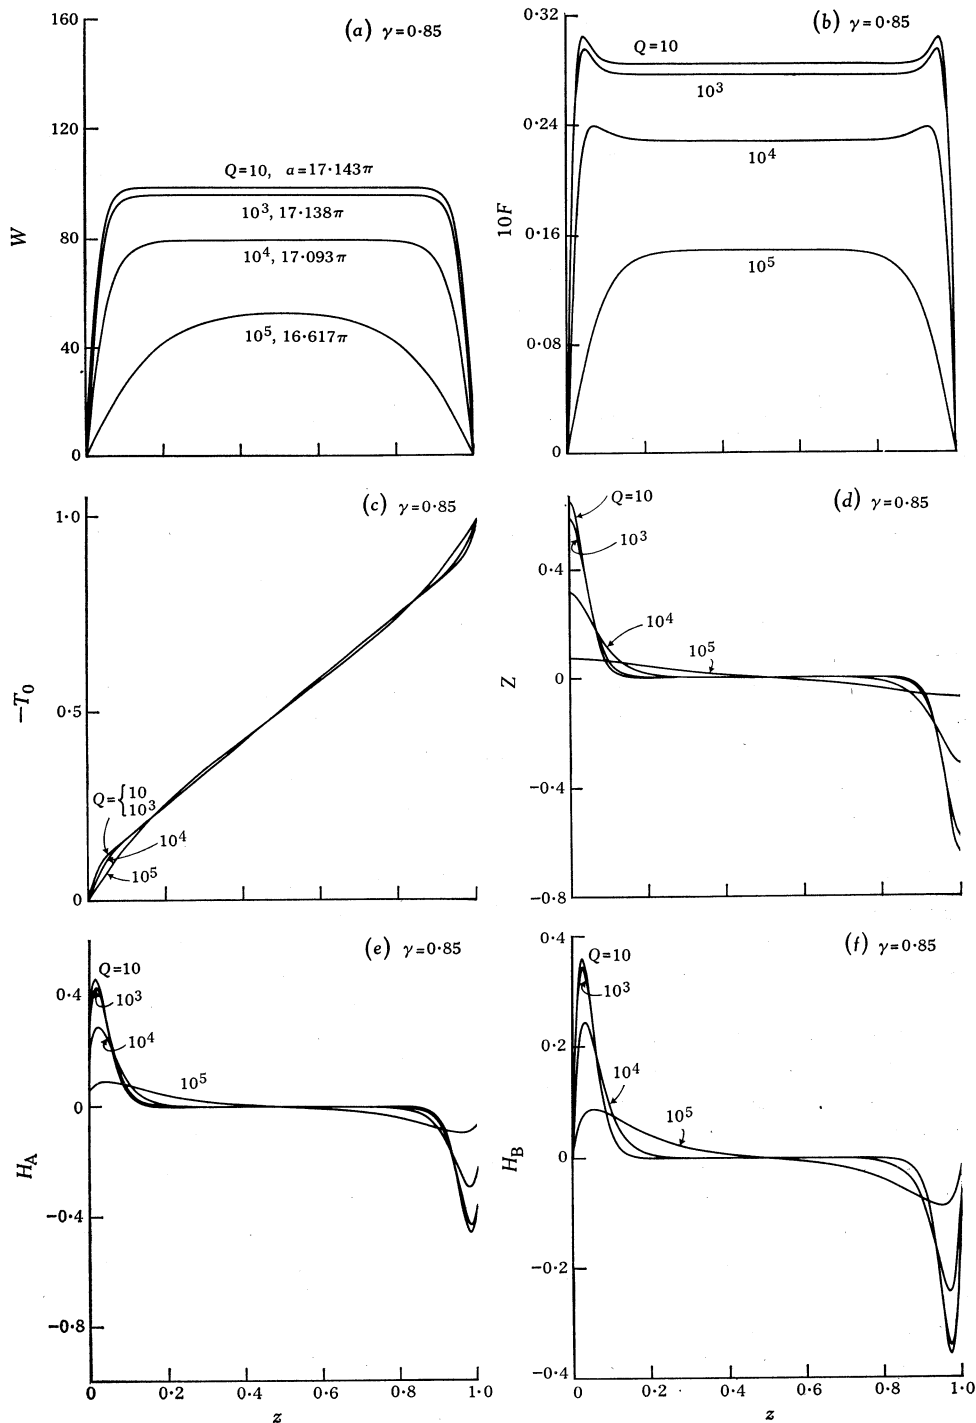 (a) γ=0·85
160
120
80
40
0
W
Q=10, a=17·143π
10³, 17·138π
10⁴, 17·093π
10⁵, 16·617π
(b) γ=0·85
0·32
0·24
0·16
0·08
0
10F
Q=10
10³
10⁴
10⁵
(c) γ=0·85
1·0
0·5
0
−T₀
Q={10
10³
10⁴
10⁵
(d) γ=0·85
0·4
0
−0·4
−0·8
Z
Q=10
10³
10⁴
10⁵
(e) γ=0·85
0·4
0
−0·4
−0·8
H_A
Q=10
10³
10⁴
10⁵
0 0·2 0·4 0·6 0·8 1·0
z
(f) γ=0·85
0·4
0·2
0
−0·2
−0·4
H_B
Q=10
10³
10⁴
10⁵
0 0·2 0·4 0·6 0·8 1·0
z